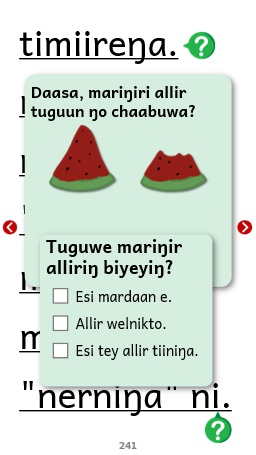 timiireŋa.
Daasa, mariŋiri allir
tuguun ŋo chaabuwa?
Tuguwe mariŋir
alliriŋ biyeyiŋ?
Esi mardaan e.
Allir welnikto.
Esi tey allir tiiniŋa.
"nerniŋa" ni.
241